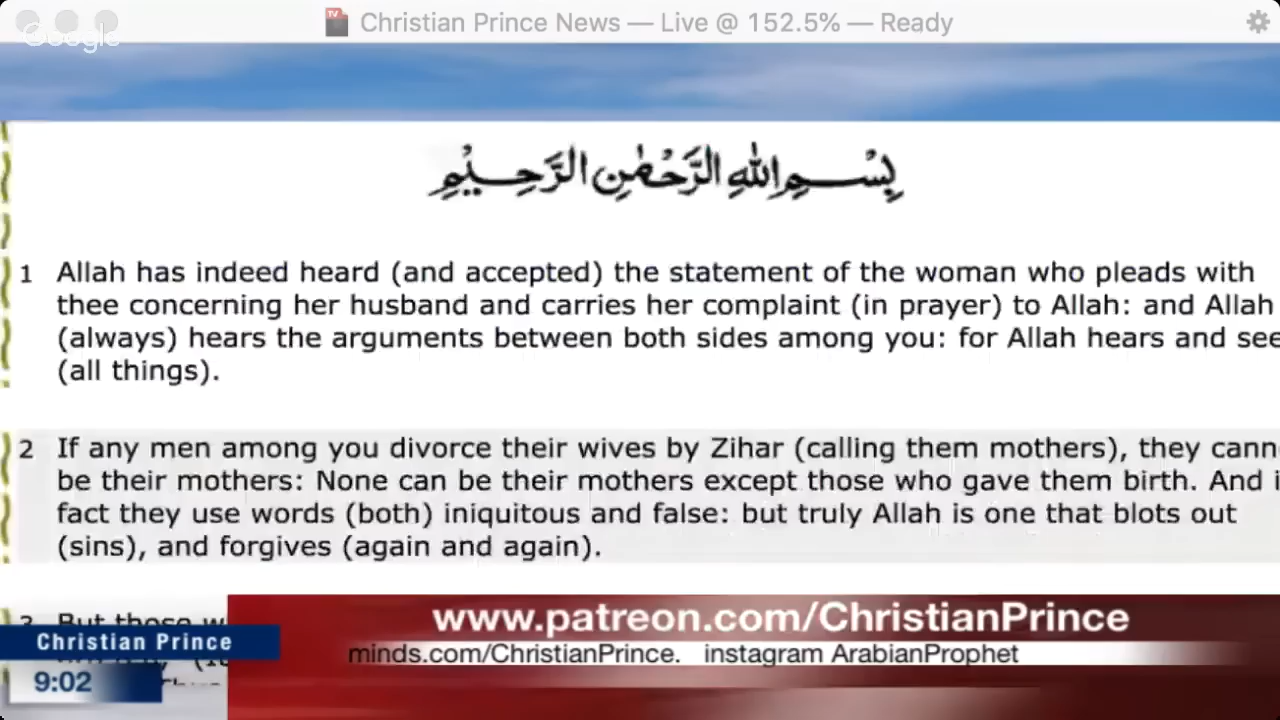 Christian Prince News — Live @ 152.5% — Ready
Google
بِسْمِ اللهِ الرَّحْمٰنِ الرَّحِيْمِ
1 Allah has indeed heard (and accepted) the statement of the woman who pleads with
thee concerning her husband and carries her complaint (in prayer) to Allah: and Allah
(always) hears the arguments between both sides among you: for Allah hears and see
(all things).
2 If any men among you divorce their wives by Zihar (calling them mothers), they cann
be their mothers: None can be their mothers except those who gave them birth. And i
fact they use words (both) iniquitous and false: but truly Allah is one that blots out
(sins), and forgives (again and again).
But those w
www.patreon.com/ChristianPrince
Christian Prince
minds.com/ChristianPrince. instagram ArabianProphet
9:02